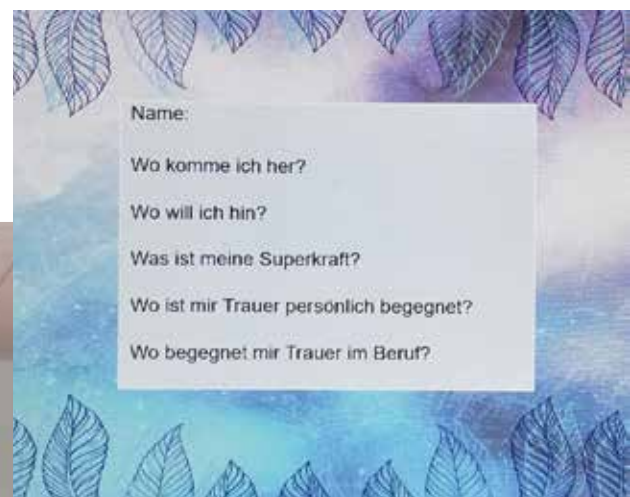 Name:
Wo komme ich her?
Wo will ich hin?
Was ist meine Superkraft?
Wo ist mir Trauer persönlich begegnet?
Wo begegnet mir Trauer im Beruf?